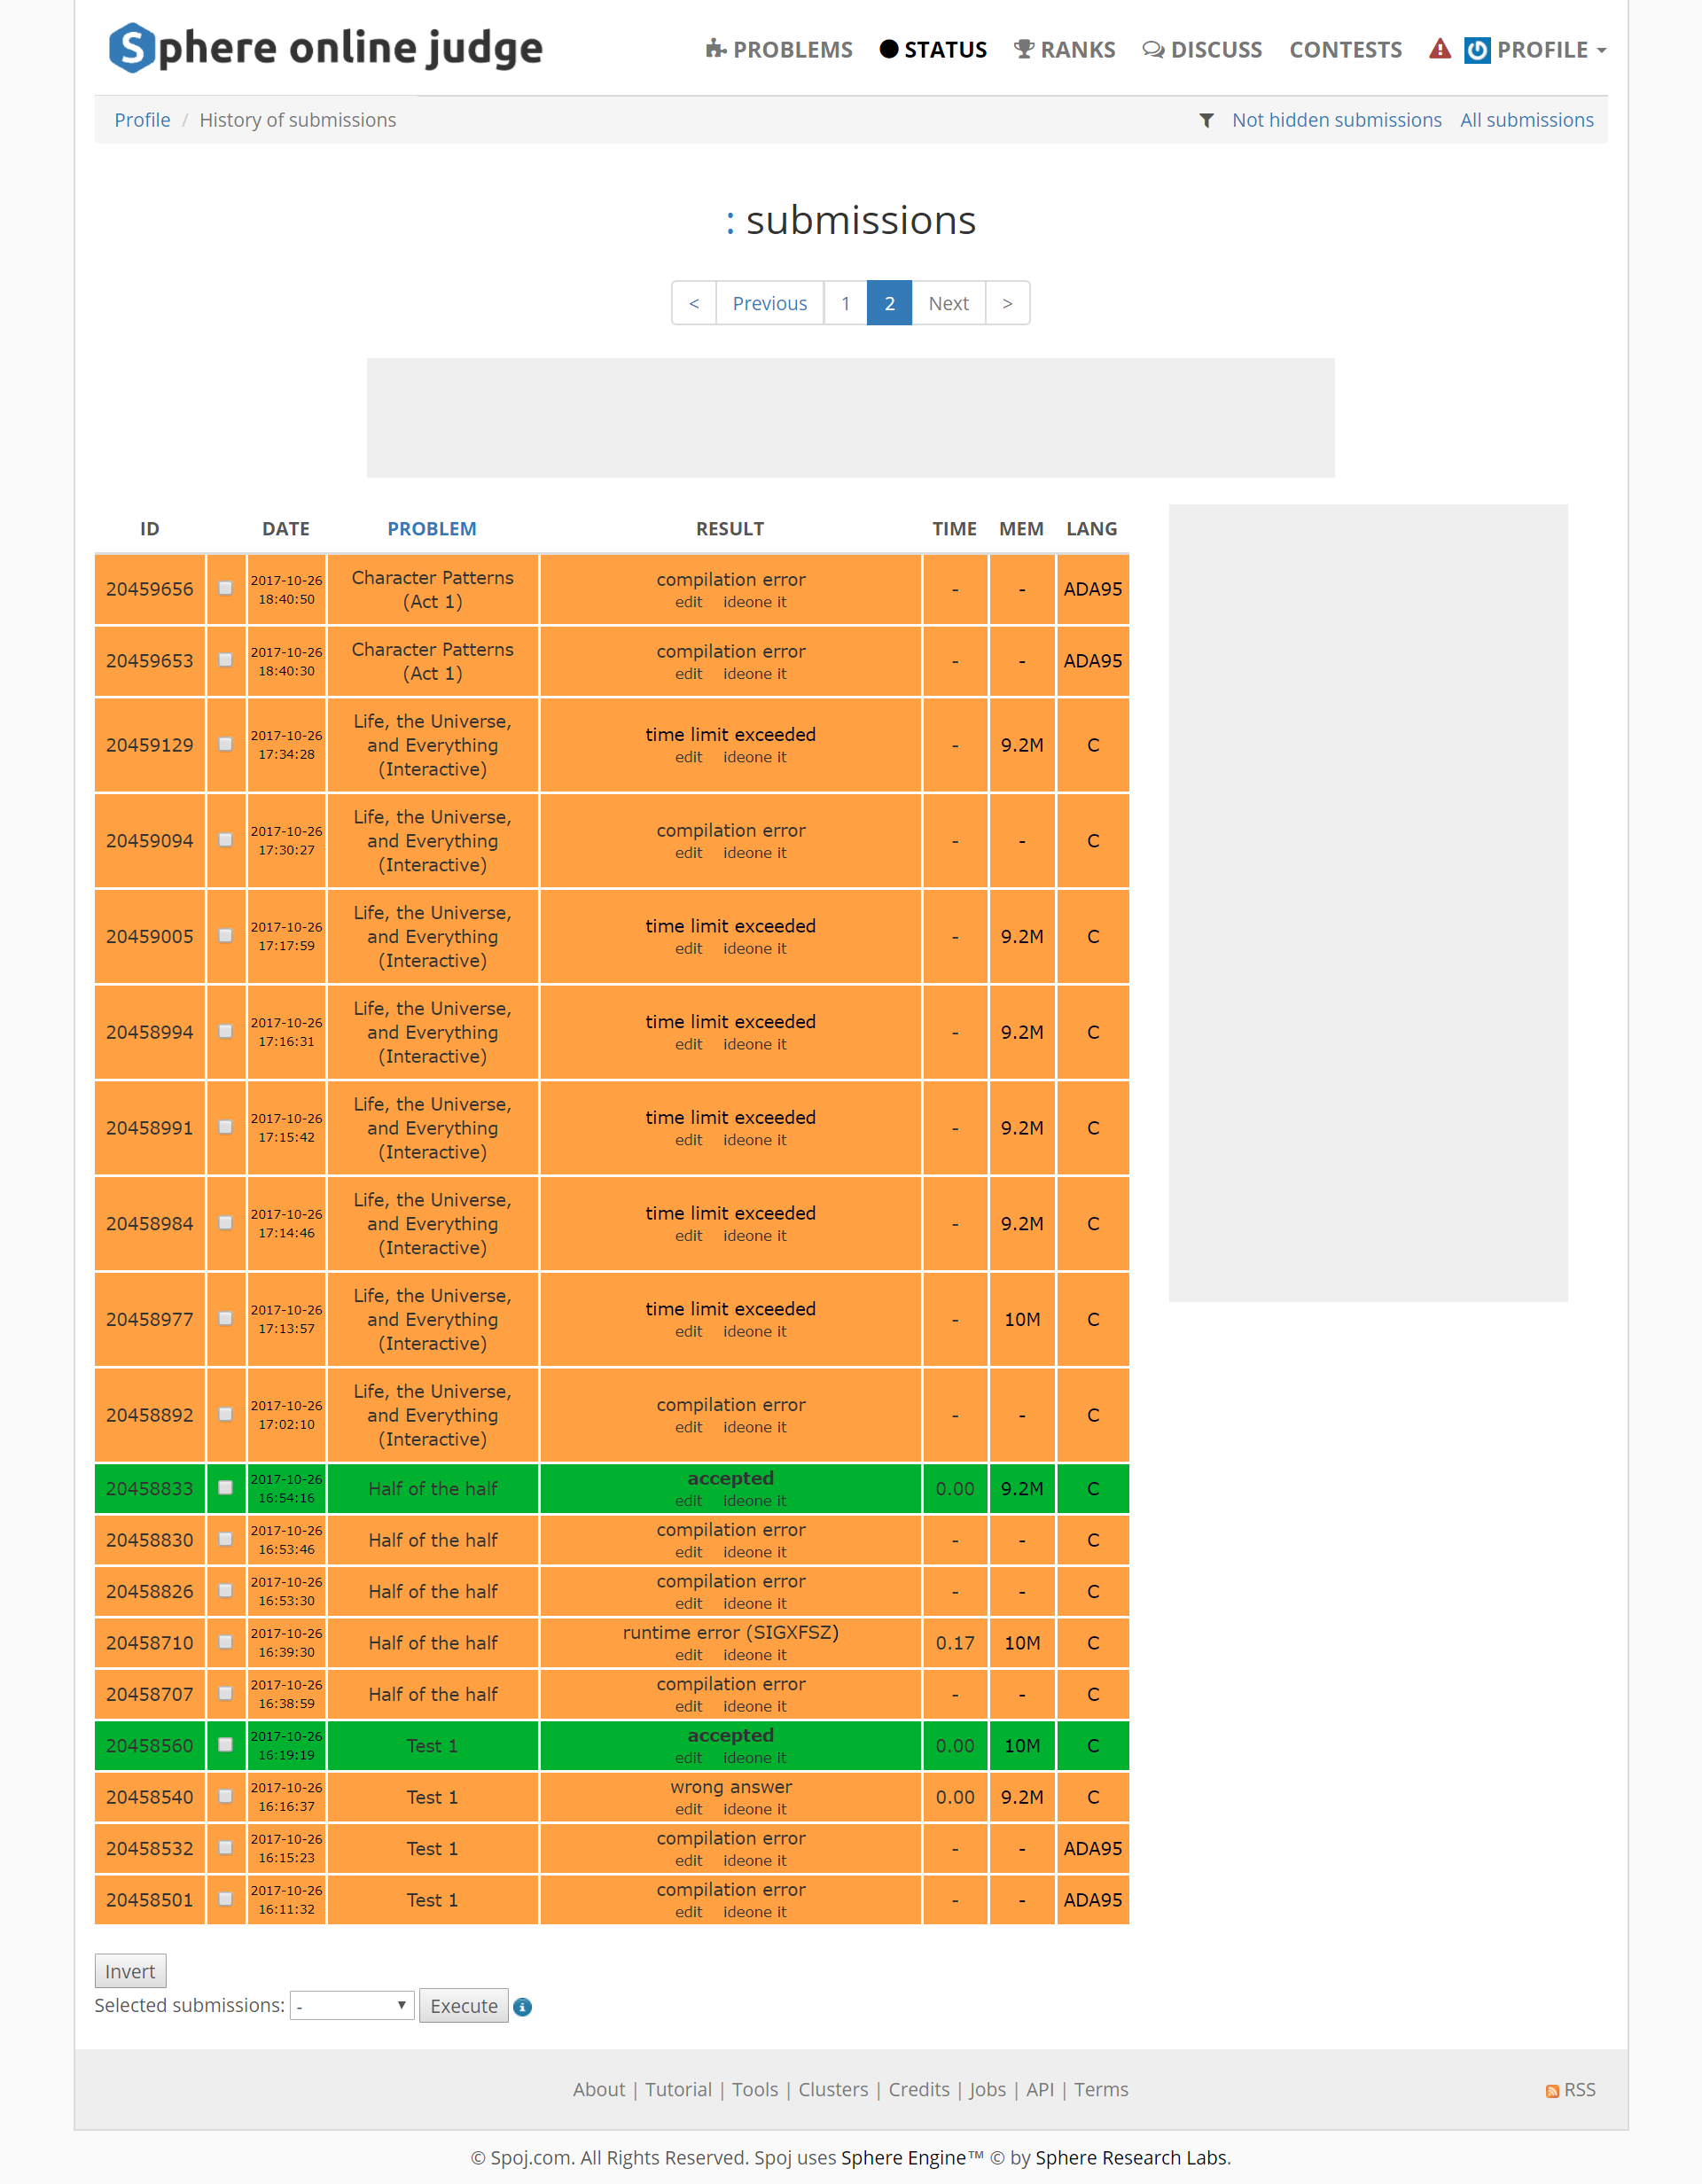 Sphere online judge
PROBLEMS STATUS RANKS DISCUSS CONTESTS PROFILE
Profile / History of submissions Not hidden submissions All submissions
: submissions
< Previous 1 2 Next >
ID DATE PROBLEM RESULT TIME MEM LANG
20459656 2017-10-26 18:40:50 Character Patterns (Act 1) compilation error edit ideone it - - ADA95
20459653 2017-10-26 18:40:30 Character Patterns (Act 1) compilation error edit ideone it - - ADA95
20459129 2017-10-26 17:34:28 Life, the Universe, and Everything (Interactive) time limit exceeded edit ideone it - 9.2M C
20459094 2017-10-26 17:30:27 Life, the Universe, and Everything (Interactive) compilation error edit ideone it - - C
20459005 2017-10-26 17:17:59 Life, the Universe, and Everything (Interactive) time limit exceeded edit ideone it - 9.2M C
20458994 2017-10-26 17:16:31 Life, the Universe, and Everything (Interactive) time limit exceeded edit ideone it - 9.2M C
20458991 2017-10-26 17:15:42 Life, the Universe, and Everything (Interactive) time limit exceeded edit ideone it - 9.2M C
20458984 2017-10-26 17:14:46 Life, the Universe, and Everything (Interactive) time limit exceeded edit ideone it - 9.2M C
20458977 2017-10-26 17:13:57 Life, the Universe, and Everything (Interactive) time limit exceeded edit ideone it - 10M C
20458892 2017-10-26 17:02:10 Life, the Universe, and Everything (Interactive) compilation error edit ideone it - - C
20458833 2017-10-26 16:54:16 Half of the half accepted edit ideone it 0.00 9.2M C
20458830 2017-10-26 16:53:46 Half of the half compilation error edit ideone it - - C
20458826 2017-10-26 16:53:30 Half of the half compilation error edit ideone it - - C
20458710 2017-10-26 16:39:30 Half of the half runtime error (SIGXFSZ) edit ideone it 0.17 10M C
20458707 2017-10-26 16:38:59 Half of the half compilation error edit ideone it - - C
20458560 2017-10-26 16:19:19 Test 1 accepted edit ideone it 0.00 10M C
20458540 2017-10-26 16:16:37 Test 1 wrong answer edit ideone it 0.00 9.2M C
20458532 2017-10-26 16:15:23 Test 1 compilation error edit ideone it - - ADA95
20458501 2017-10-26 16:11:32 Test 1 compilation error edit ideone it - - ADA95
Invert
Selected submissions: - Execute
About | Tutorial | Tools | Clusters | Credits | Jobs | API | Terms RSS
© Spoj.com. All Rights Reserved. Spoj uses Sphere Engine™ © by Sphere Research Labs.